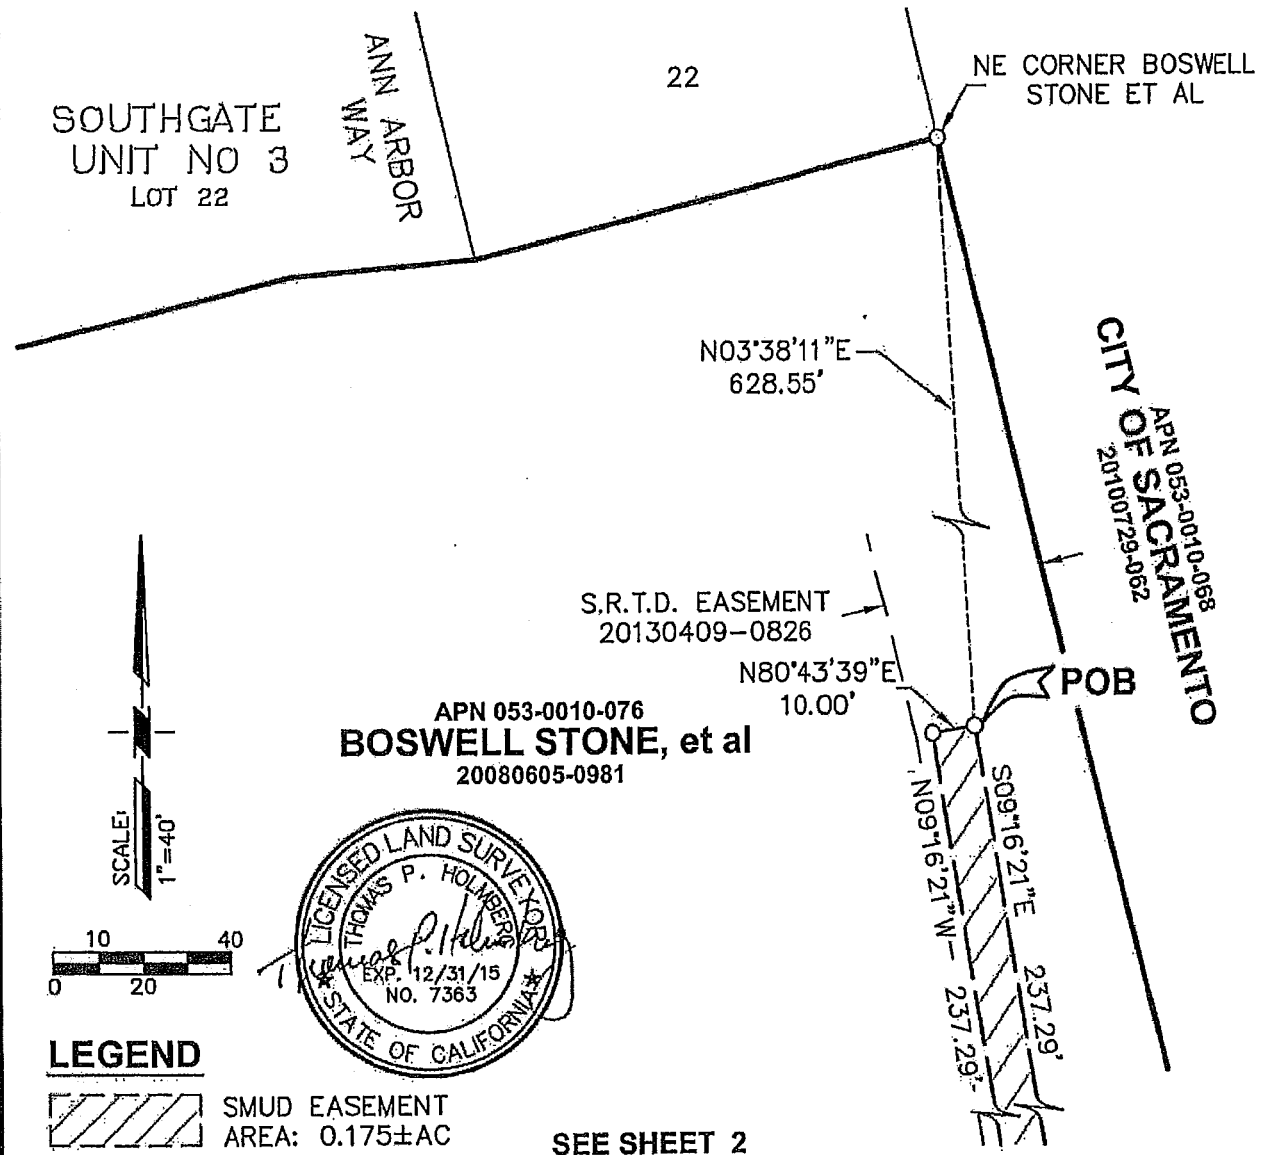 SOUTHGATE
UNIT NO 3
LOT 22
ANN ARBOR
WAY
22
NE CORNER BOSWELL
STONE ET AL
N03°38'11"E
628.55'
CITY OF SACRAMENTO
APN 053-0010-068
20100729-062
S.R.T.D. EASEMENT
20130409-0826
N80°43'39"E
10.00'
POB
APN 053-0010-076
BOSWELL STONE, et al
20080605-0981
N09°16'21"W 237.29'
S09°16'21"E 237.29'
SCALE:
1"=40'
10 40
0 20
LICENSED LAND SURVEYOR
THOMAS P. HOLMBERG
Thomas P. Holmberg
EXP. 12/31/15
NO. 7363
STATE OF CALIFORNIA
LEGEND
SMUD EASEMENT
AREA: 0.175±AC
SEE SHEET 2